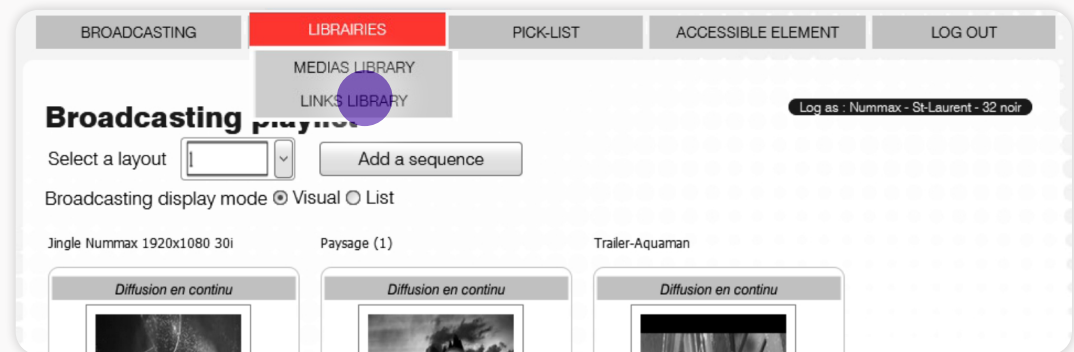 BROADCASTING LIBRAIRIES PICK-LIST ACCESSIBLE ELEMENT LOG OUT
MEDIAS LIBRARY
LINKS LIBRARY
Log as : Nummax - St-Laurent - 32 noir
Broadcasting playlist
Select a layout 1 Add a sequence
Broadcasting display mode Visual List
Jingle Nummax 1920x1080 30i Paysage (1) Trailer-Aquaman
Diffusion en continu Diffusion en continu Diffusion en continu